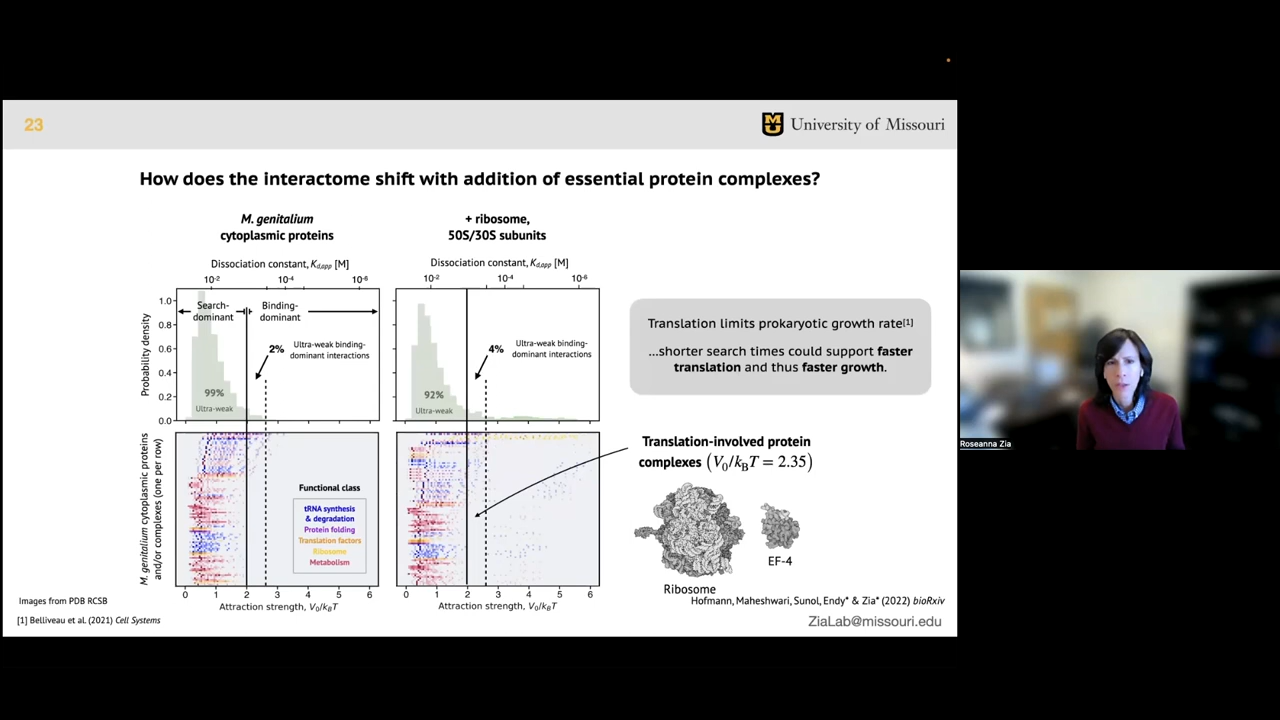 23
University of Missouri
How does the interactome shift with addition of essential protein complexes?
M. genitalium
cytoplasmic proteins
Dissociation constant, K_{d,app} [M]
10⁻² 10⁻⁴ 10⁻⁶
Search-
dominant
Binding-
dominant
2%
Ultra-weak binding-
dominant interactions
99%
Ultra-weak
Probability density
1.0
0.8
0.6
0.4
0.2
0.0
+ ribosome,
50S/30S subunits
Dissociation constant, K_{d,app} [M]
10⁻² 10⁻⁴ 10⁻⁶
4%
Ultra-weak binding-
dominant interactions
92%
Ultra-weak
M. genitalium cytoplasmic proteins
and/or complexes (one per row)
Functional class
tRNA synthesis
& degradation
Protein folding
Translation factors
Ribosome
Metabolism
0 1 2 3 4 5 6
Attraction strength, V₀/k_BT
0 1 2 3 4 5 6
Attraction strength, V₀/k_BT
Translation limits prokaryotic growth rate[1]
...shorter search times could support faster
translation and thus faster growth.
Translation-involved protein
complexes (V₀/k_BT = 2.35)
Ribosome
EF-4
Images from PDB RCSB
Hofmann, Maheshwari, Sunol, Endy* & Zia* (2022) bioRxiv
[1] Belliveau et al. (2021) Cell Systems
ZiaLab@missouri.edu
Roseanna Zia